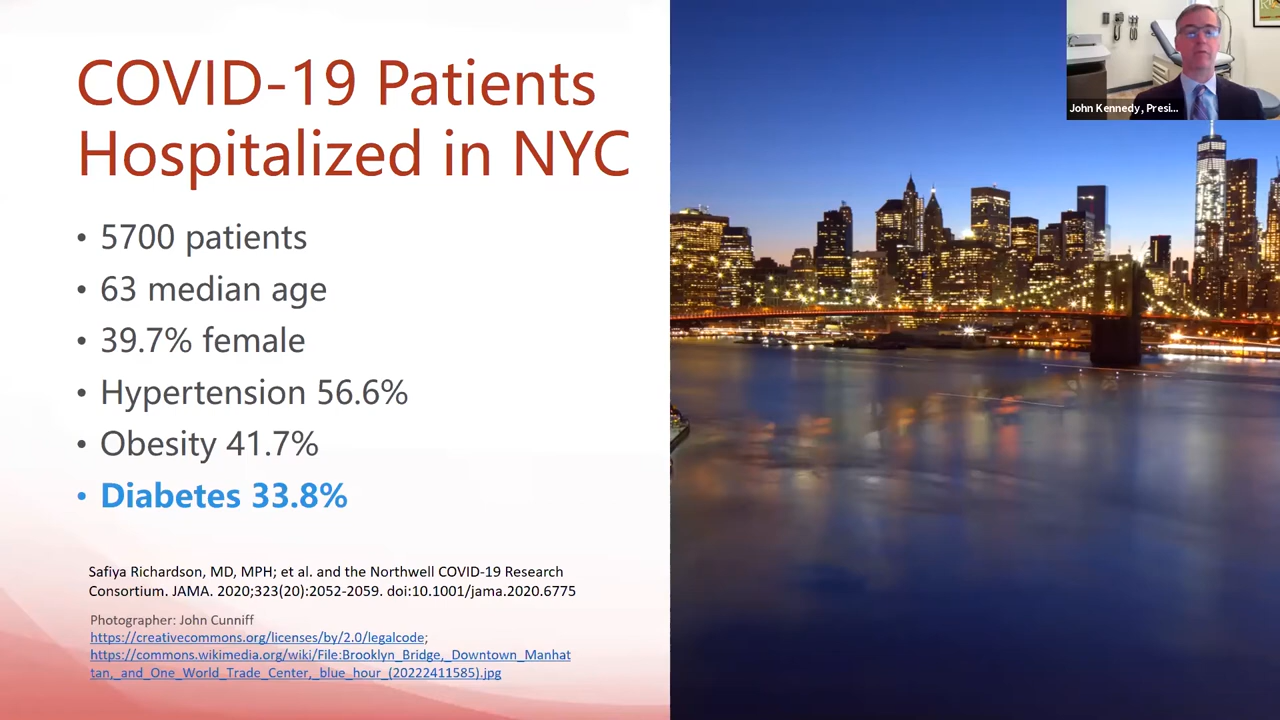 COVID-19 Patients
Hospitalized in NYC
• 5700 patients
• 63 median age
• 39.7% female
• Hypertension 56.6%
• Obesity 41.7%
• Diabetes 33.8%
Safiya Richardson, MD, MPH; et al. and the Northwell COVID-19 Research
Consortium. JAMA. 2020;323(20):2052-2059. doi:10.1001/jama.2020.6775
Photographer: John Cunniff
https://creativecommons.org/licenses/by/2.0/legalcode;
https://commons.wikimedia.org/wiki/File:Brooklyn_Bridge,_Downtown_Manhat
tan,_and_One_World_Trade_Center,_blue_hour_(20222411585).jpg
John Kennedy, Presi...